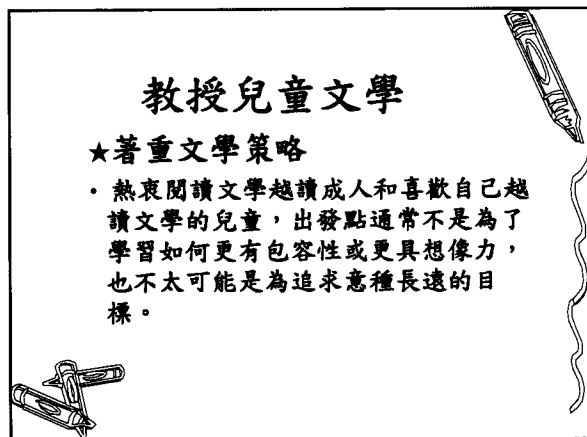 教授兒童文學
★著重文學策略
· 熱衷閱讀文學越讀成人和喜歡自己越
讀文學的兒童，出發點通常不是為了
學習如何更有包容性或更具想像力，
也不太可能是為追求意種長遠的目
標。